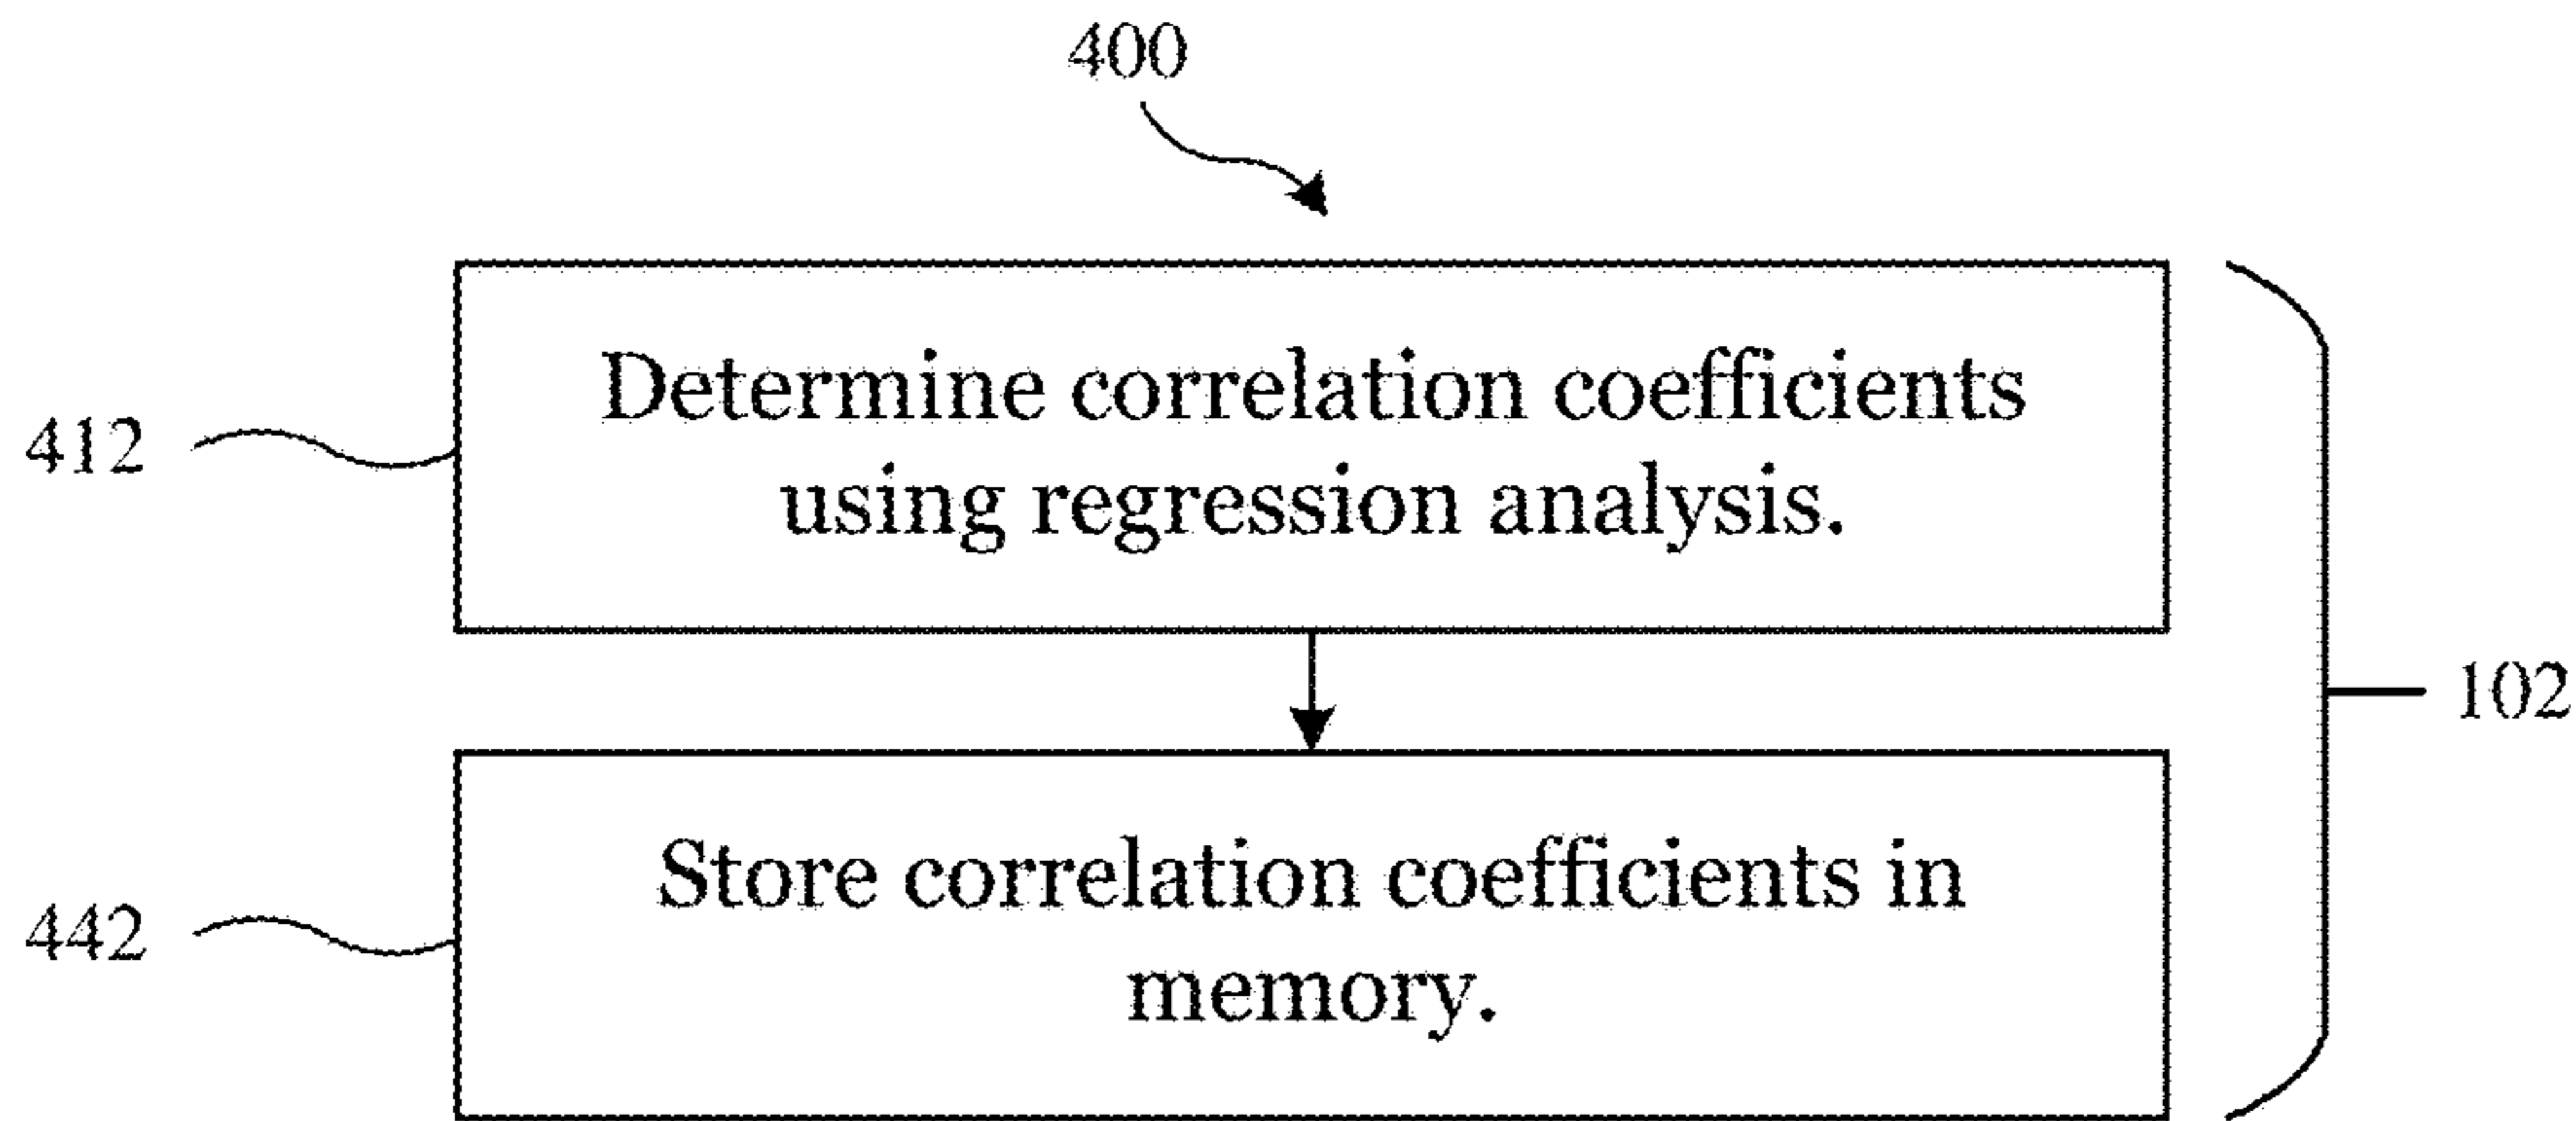 400
412
Determine correlation coefficients
using regression analysis.
102
442
Store correlation coefficients in
memory.